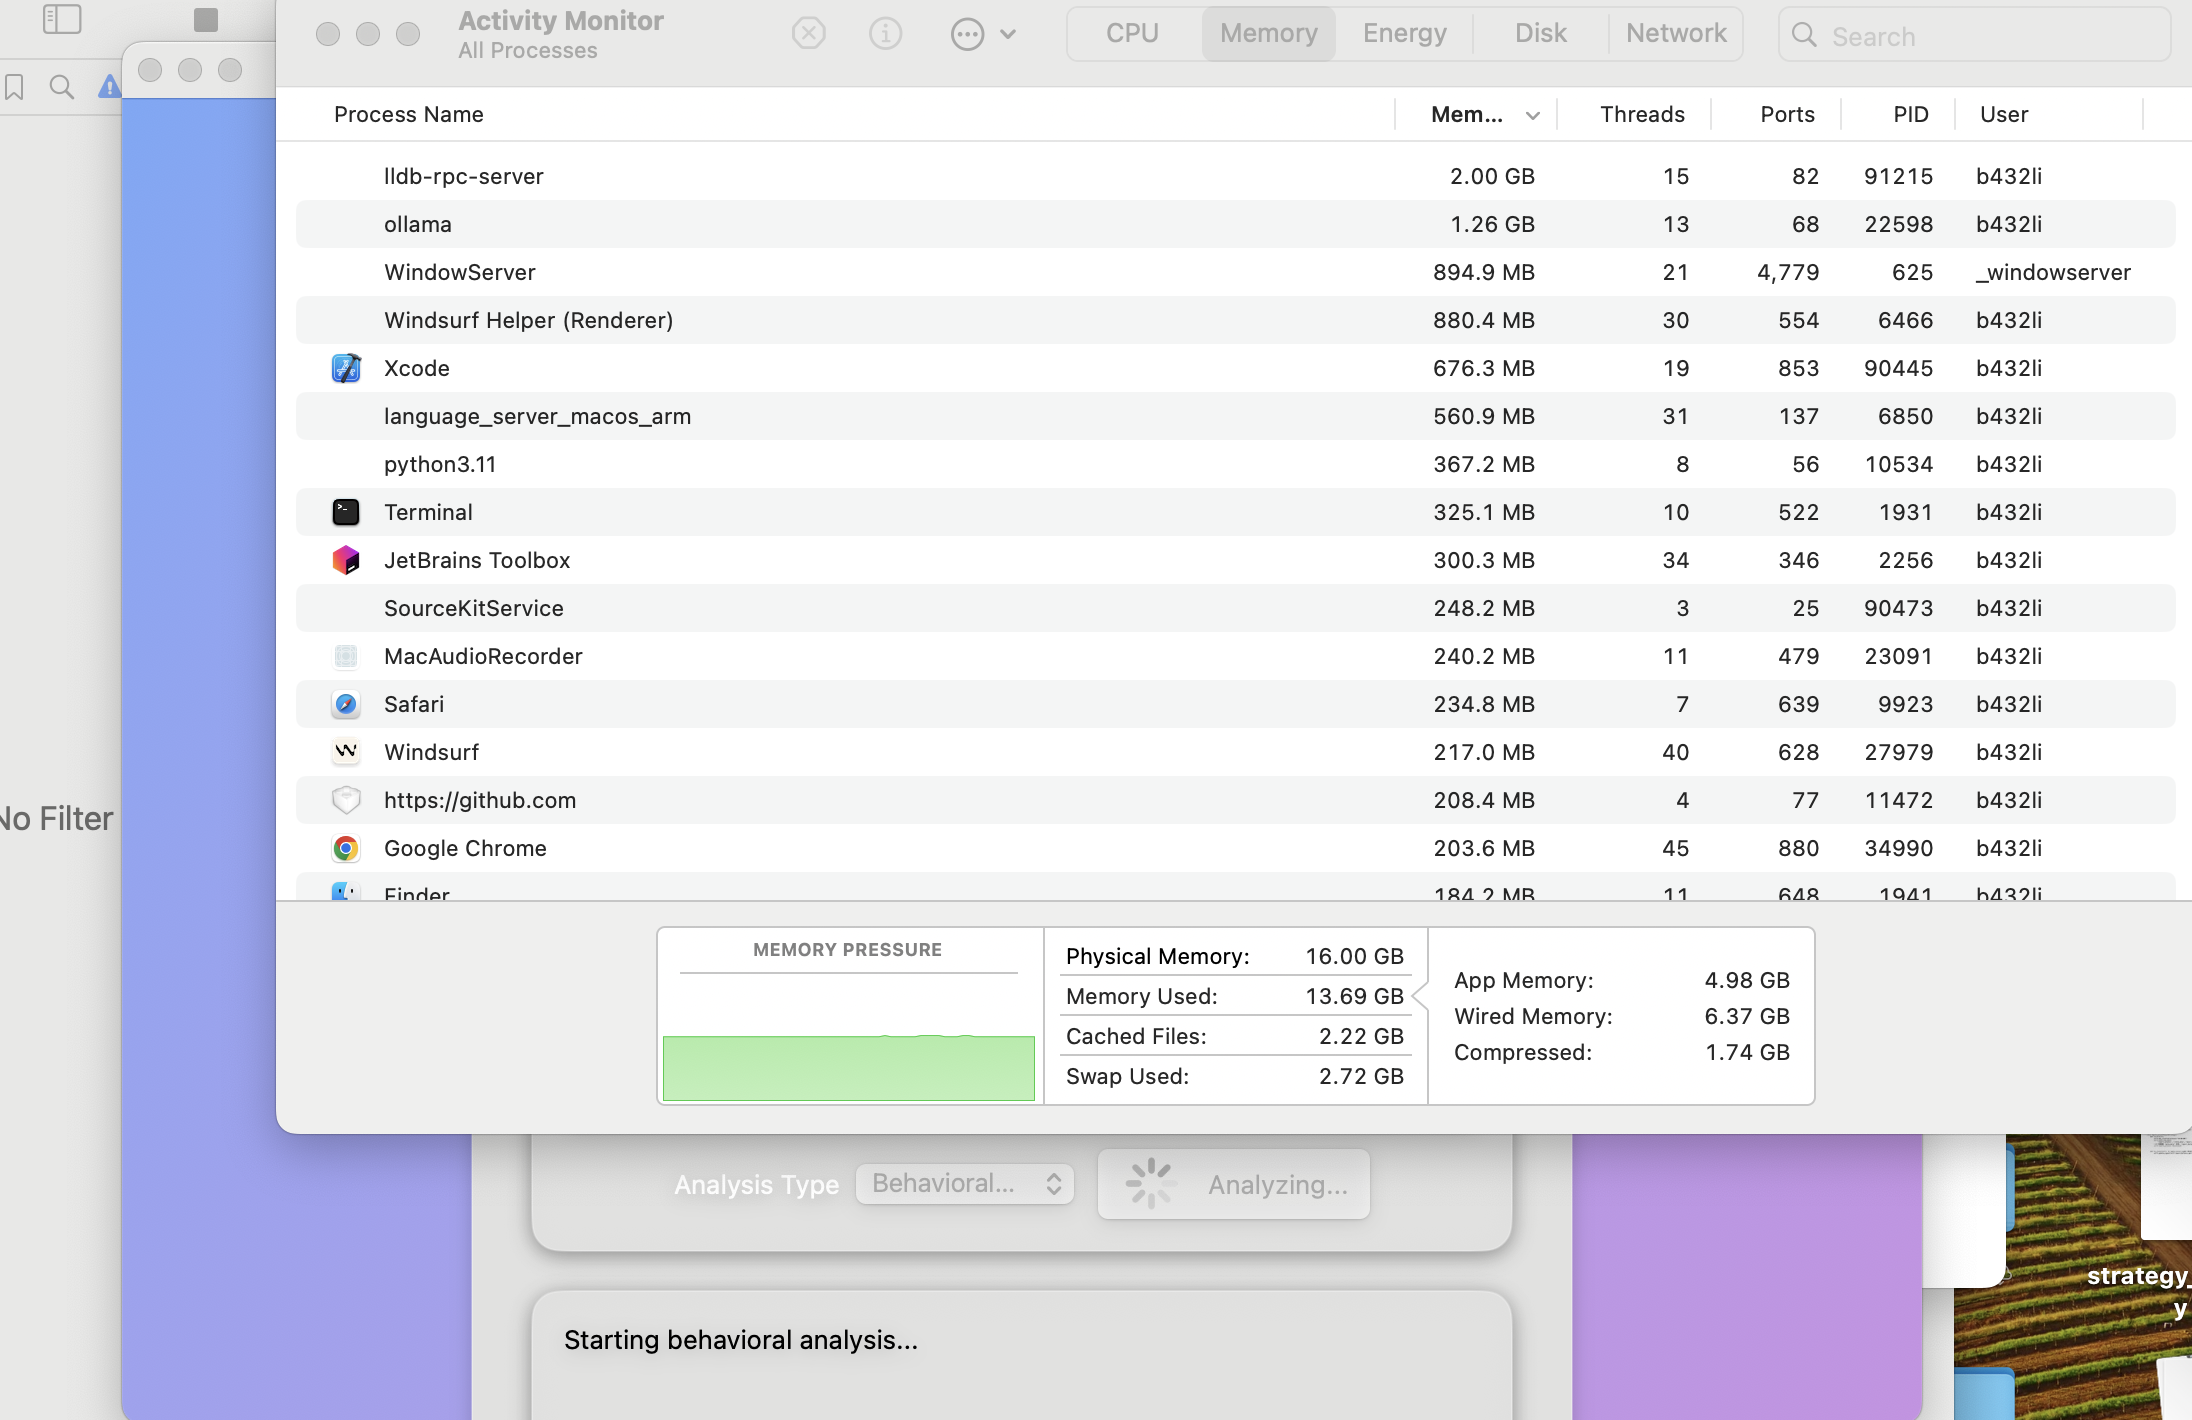 Activity Monitor
All Processes
CPU Memory Energy Disk Network
Search
Process Name Mem... Threads Ports PID User
lldb-rpc-server 2.00 GB 15 82 91215 b432li
ollama 1.26 GB 13 68 22598 b432li
WindowServer 894.9 MB 21 4,779 625 _windowserver
Windsurf Helper (Renderer) 880.4 MB 30 554 6466 b432li
Xcode 676.3 MB 19 853 90445 b432li
language_server_macos_arm 560.9 MB 31 137 6850 b432li
python3.11 367.2 MB 8 56 10534 b432li
Terminal 325.1 MB 10 522 1931 b432li
JetBrains Toolbox 300.3 MB 34 346 2256 b432li
SourceKitService 248.2 MB 3 25 90473 b432li
MacAudioRecorder 240.2 MB 11 479 23091 b432li
Safari 234.8 MB 7 639 9923 b432li
Windsurf 217.0 MB 40 628 27979 b432li
https://github.com 208.4 MB 4 77 11472 b432li
No Filter
Google Chrome 203.6 MB 45 880 34990 b432li
Finder 184.2 MB 11 648 1941 b432li
MEMORY PRESSURE
Physical Memory: 16.00 GB
Memory Used: 13.69 GB
Cached Files: 2.22 GB
Swap Used: 2.72 GB
App Memory: 4.98 GB
Wired Memory: 6.37 GB
Compressed: 1.74 GB
Analysis Type Behavioral... Analyzing...
strategy_
y
Starting behavioral analysis...